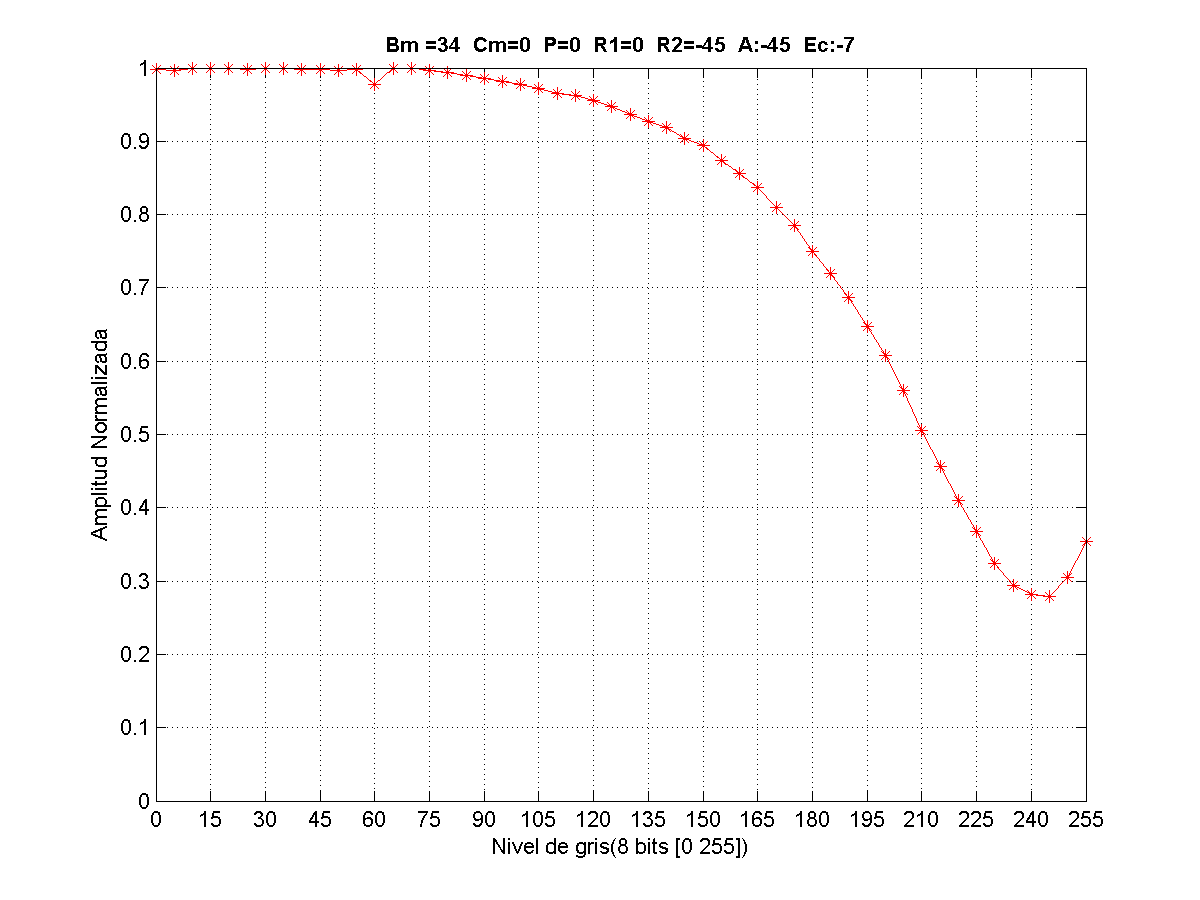 Bm =34 Cm=0 P=0 R1=0 R2=-45 A:-45 Ec:-7
1
0.9
0.8
0.7
0.6
0.5
0.4
0.3
0.2
0.1
0
Amplitud Normalizada
0 15 30 45 60 75 90 105 120 135 150 165 180 195 210 225 240 255
Nivel de gris(8 bits [0 255])